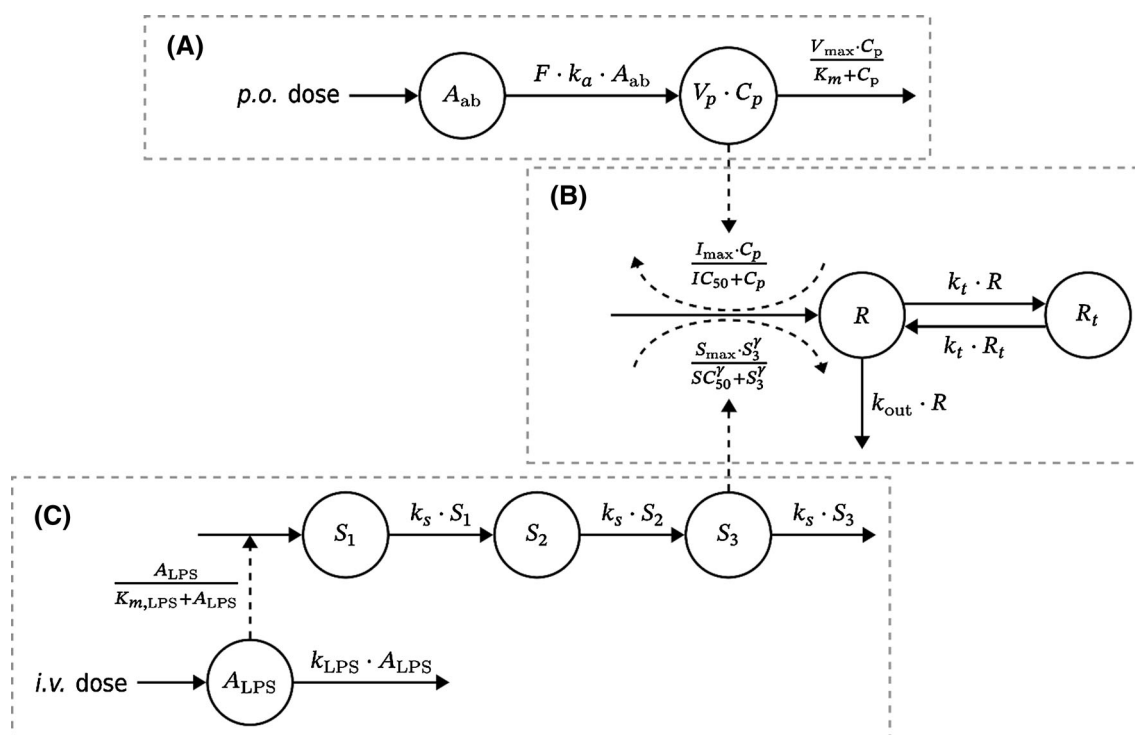 (A)
p.o. dose
A_ab
F · k_a · A_ab
V_p · C_p
V_max·C_p / K_m+C_p
(B)
I_max·C_p / IC_50+C_p
R
k_t · R
k_t · R_t
R_t
S_max·S_3^γ / SC_50^γ+S_3^γ
k_out · R
(C)
S_1
k_s · S_1
S_2
k_s · S_2
S_3
k_s · S_3
A_LPS / K_m,LPS+A_LPS
i.v. dose
A_LPS
k_LPS · A_LPS